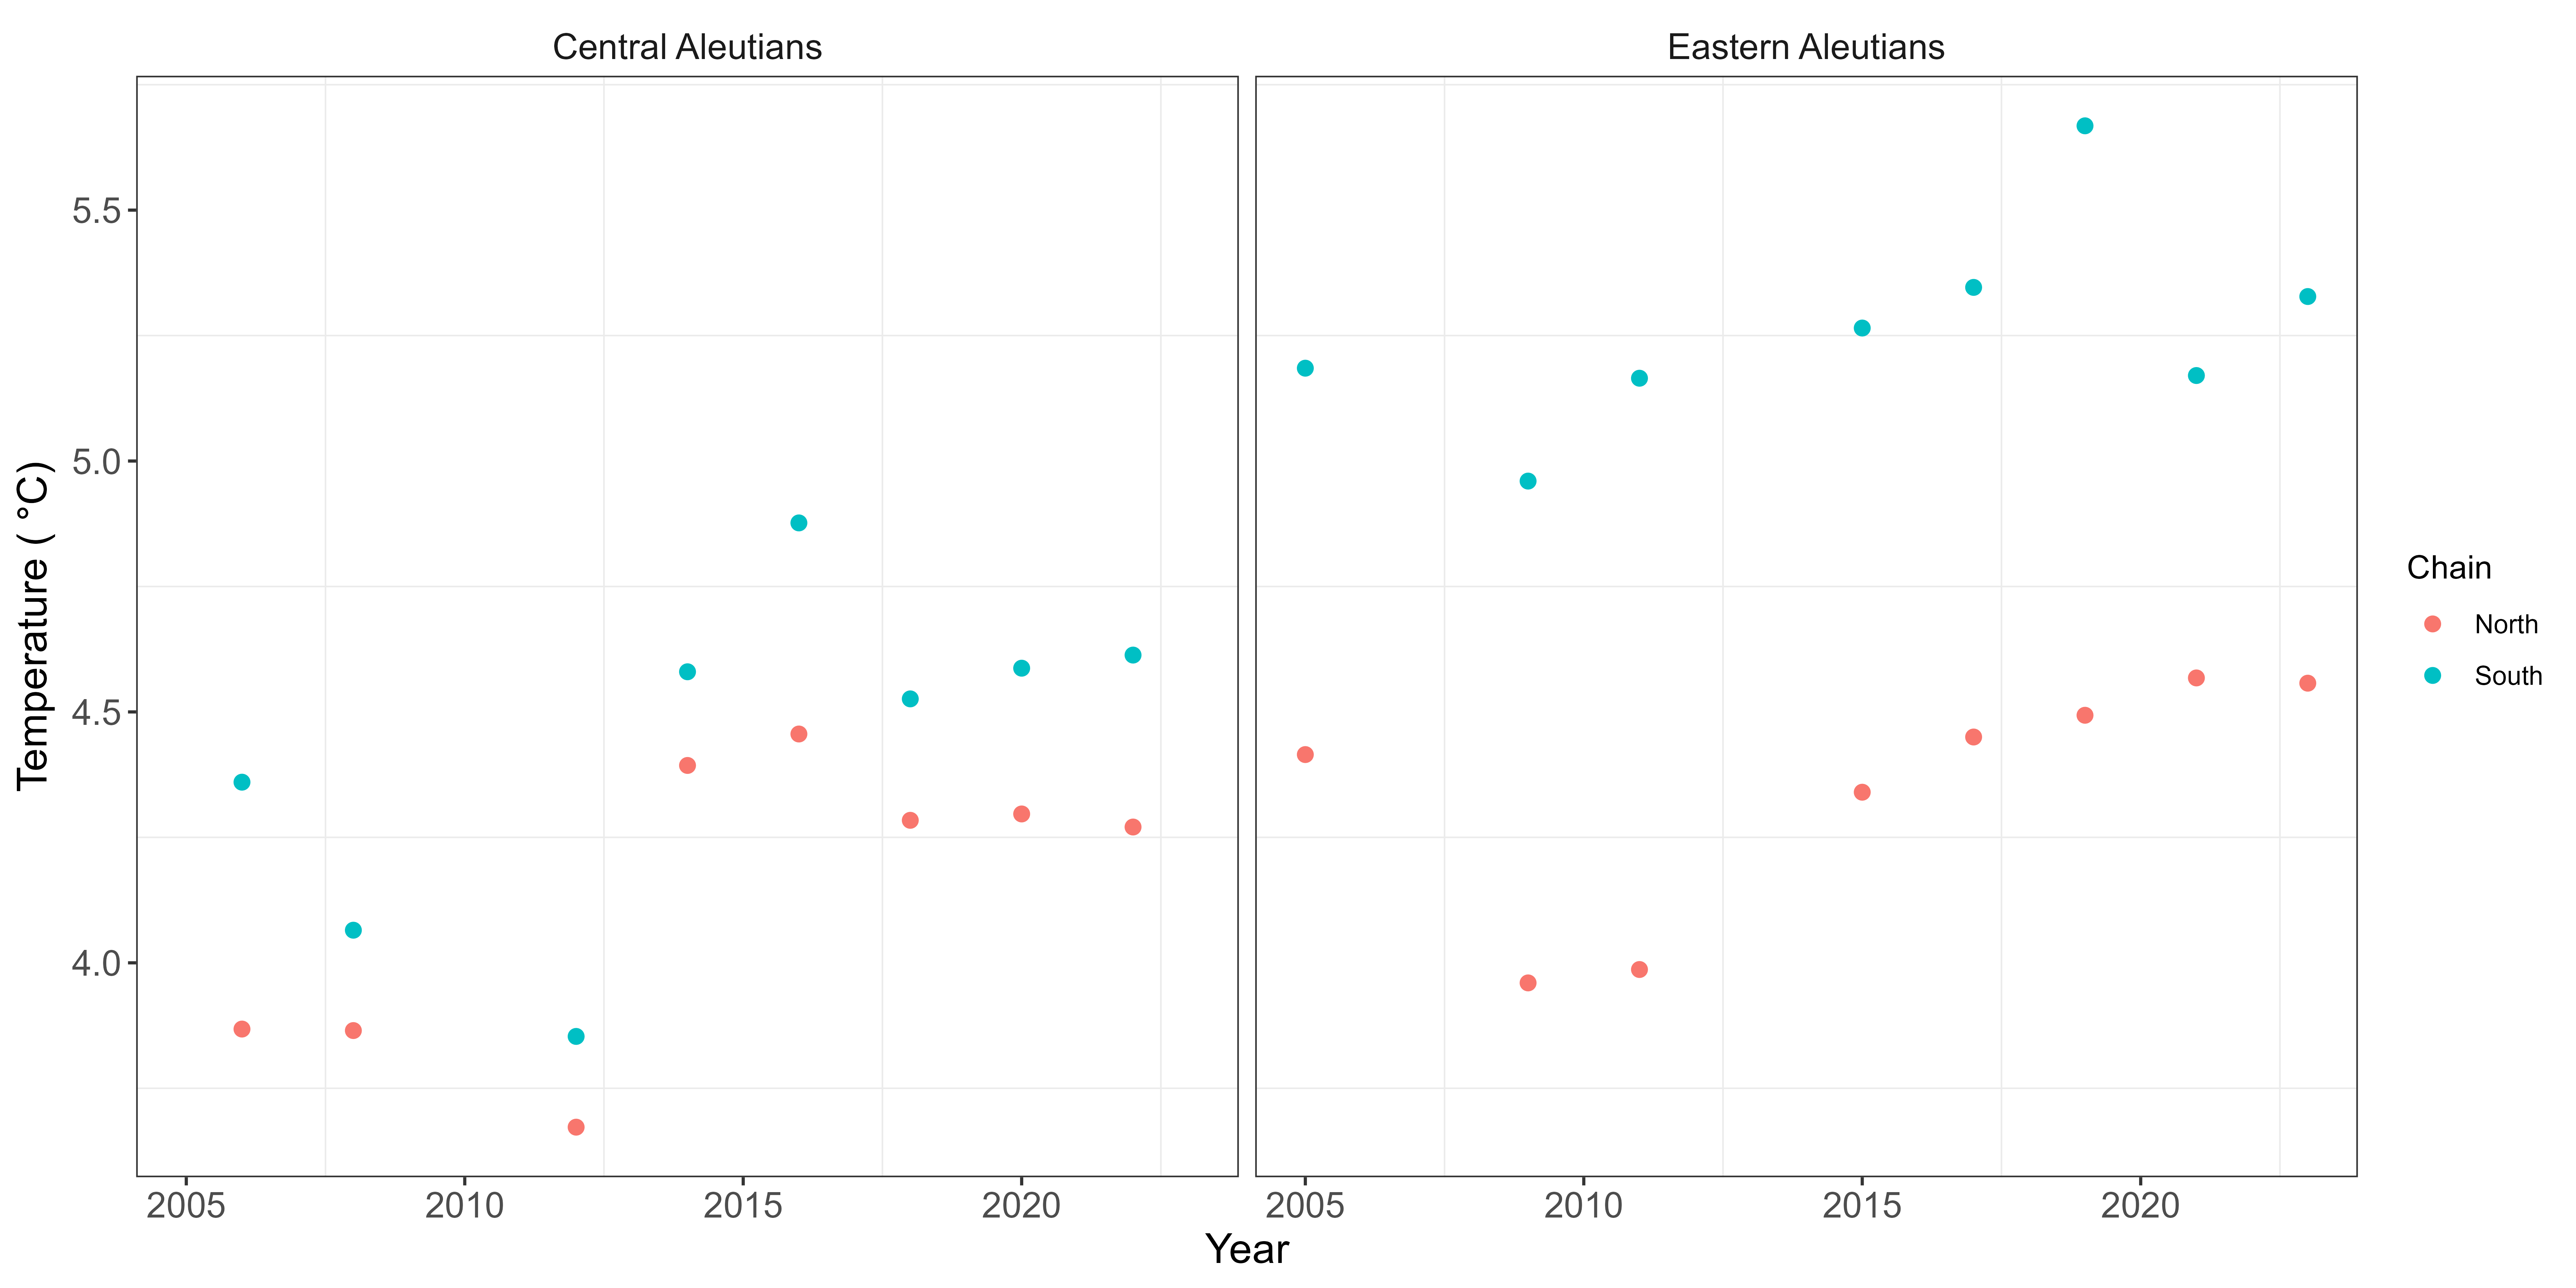 Central Aleutians
Eastern Aleutians
Temperature ( °C)
5.5
5.0
4.5
4.0
2005 2010 2015 2020
2005 2010 2015 2020
Year
Chain
North
South